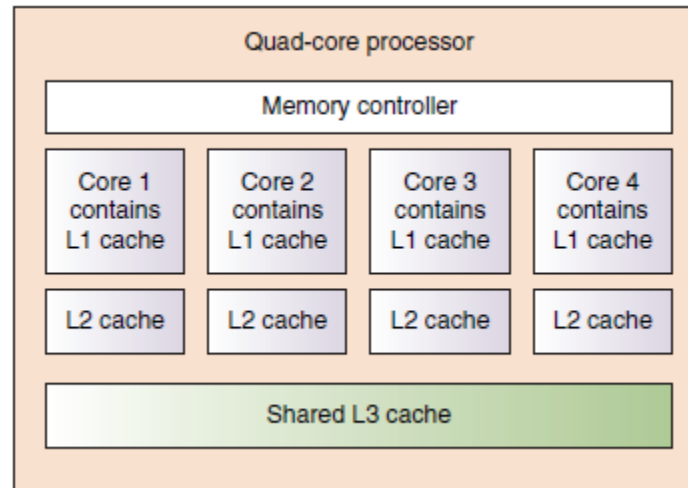 Quad-core processor
Memory controller
Core 1
contains
L1 cache
Core 2
contains
L1 cache
Core 3
contains
L1 cache
Core 4
contains
L1 cache
L2 cache
L2 cache
L2 cache
L2 cache
Shared L3 cache